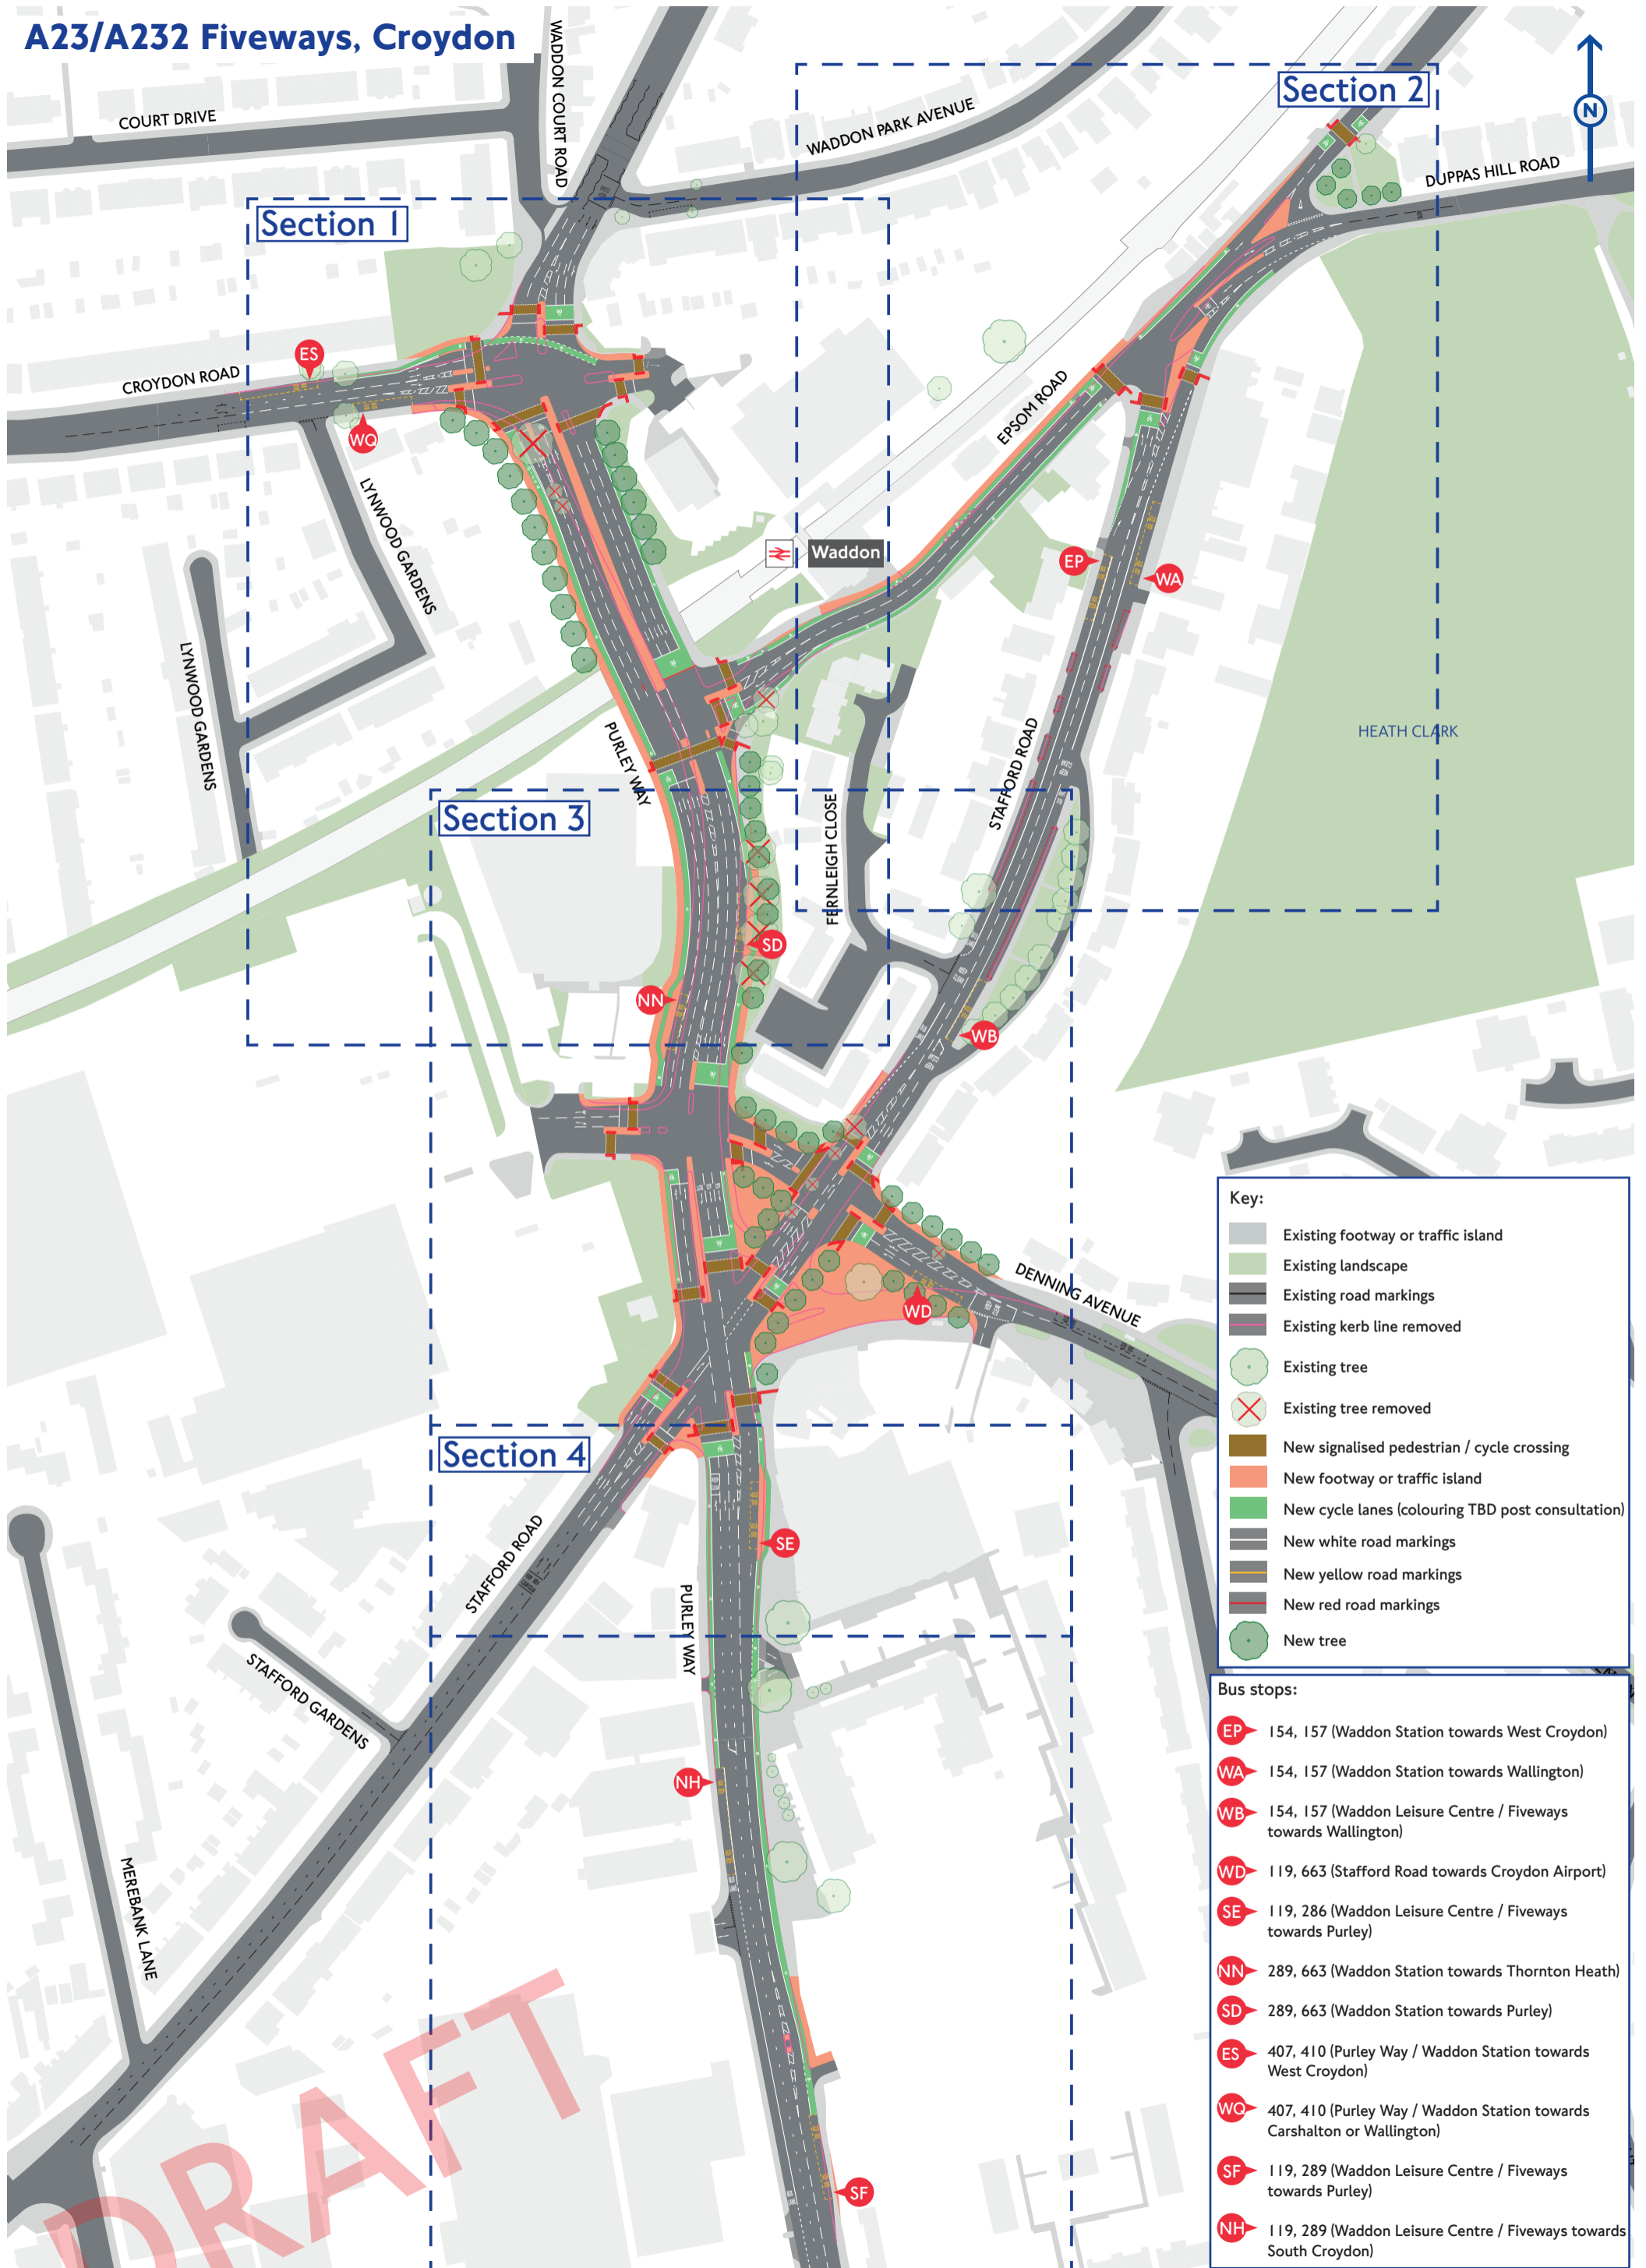 A23/A232 Fiveways, Croydon
WADDON COURT ROAD
COURT DRIVE
WADDON PARK AVENUE
Section 2
N
DUPPAS HILL ROAD
Section 1
ES
CROYDON ROAD
WQ
EPSOM ROAD
LYNWOOD GARDENS
Waddon
EP
WA
LYNWOOD GARDENS
PURLEY WAY
STAFFORD ROAD
HEATH CLARK
Section 3
FERNLEIGH CLOSE
SD
NN
WB
DENNING AVENUE
WD
Section 4
STAFFORD ROAD
SE
PURLEY WAY
STAFFORD GARDENS
NH
MEREBANK LANE
DRAFT
SF
Key:
Existing footway or traffic island
Existing landscape
Existing road markings
Existing kerb line removed
Existing tree
Existing tree removed
New signalised pedestrian / cycle crossing
New footway or traffic island
New cycle lanes (colouring TBD post consultation)
New white road markings
New yellow road markings
New red road markings
New tree
Bus stops:
EP 154, 157 (Waddon Station towards West Croydon)
WA 154, 157 (Waddon Station towards Wallington)
WB 154, 157 (Waddon Leisure Centre / Fiveways
towards Wallington)
WD 119, 663 (Stafford Road towards Croydon Airport)
SE 119, 286 (Waddon Leisure Centre / Fiveways
towards Purley)
NN 289, 663 (Waddon Station towards Thornton Heath)
SD 289, 663 (Waddon Station towards Purley)
ES 407, 410 (Purley Way / Waddon Station towards
West Croydon)
WQ 407, 410 (Purley Way / Waddon Station towards
Carshalton or Wallington)
SF 119, 289 (Waddon Leisure Centre / Fiveways
towards Purley)
NH 119, 289 (Waddon Leisure Centre / Fiveways towards
South Croydon)